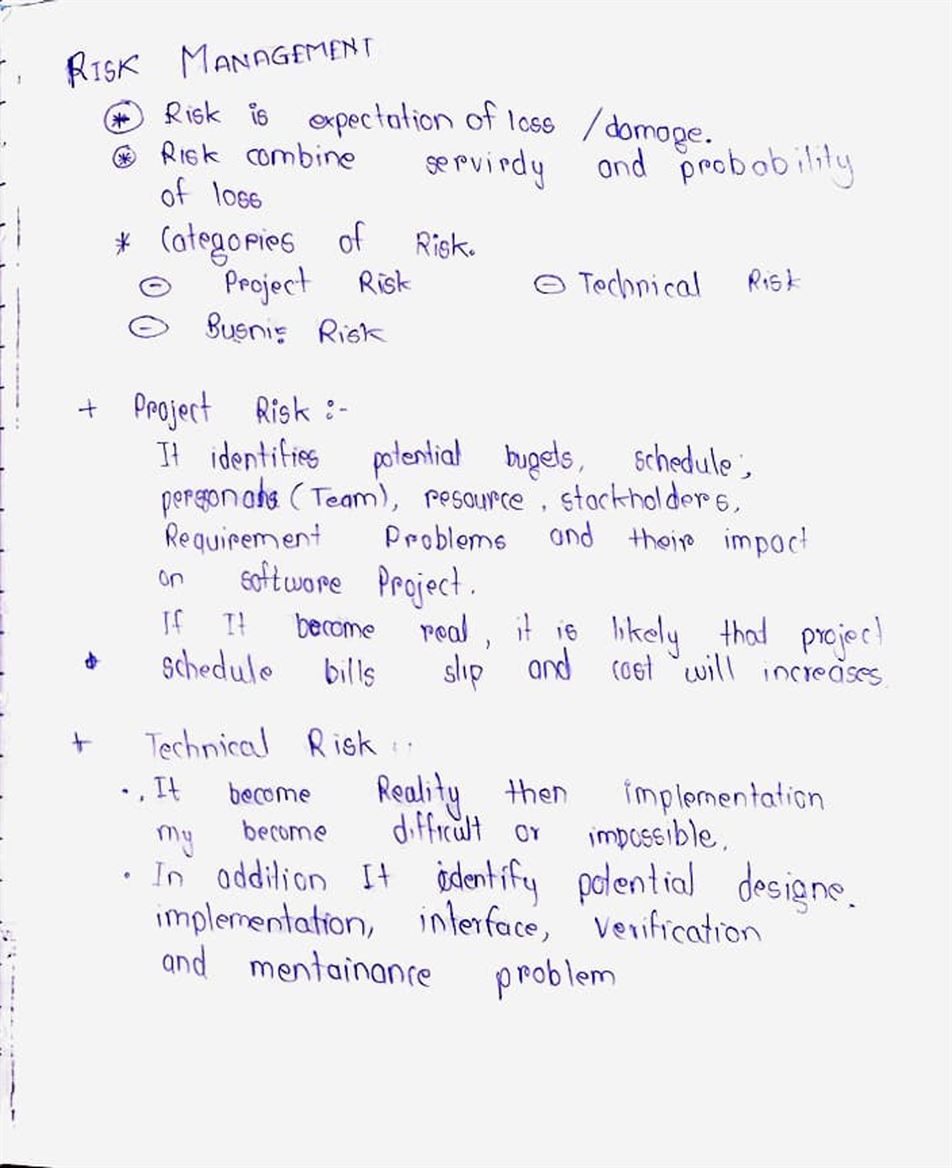 RISK MANAGEMENT
* Risk is expectation of loss /damage.
* Risk combine servirdy and probability
of loss
* Categories of Risk.
- Project Risk - Technical Risk
- Busnis Risk
+ Project Risk :-
It identifies potential bugets, schedule,
(Team), resource, stackholders,
Requirement Problems and their impact
on software Project.
If It become real, it is likely that project
schedule bills slip and cost will increases
+ Technical Risk :
. It become Reality then implementation
my become difficult or impossible.
. In addition It identify potential designe.
implementation, interface, verification
and mentainance problem